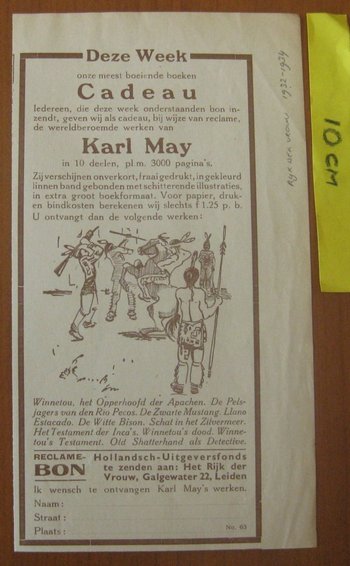 Deze Week
onze meest boeiende boeken
Cadeau
Iedereen, die deze week onderstaanden bon in-
zendt, geven wij als cadeau, bij wijze van reclame,
de wereldberoemde werken van
Karl May
in 10 deelen, pl.m. 3000 pagina's.
Zij verschijnen onverkort, fraai gedrukt, in gekleurd
linnen band gebonden met schitterende illustraties,
in extra groot boekformaat. Voor papier, druk-
en bindkosten berekenen wij slechts f 1.25 p. b.
U ontvangt dan de volgende werken:
Winnetou, het Opperhoofd der Apachen. De Pels-
jagers van den Rio Pecos. De Zwarte Mustang. Llano
Estacado. De Witte Bison. Schat in het Zilvermeer.
Het Testament der Inca's. Winnetou's dood. Winne-
tou's Testament. Old Shatterhand als Detective.
RECLAME-
BON
Hollandsch-Uitgeversfonds
te zenden aan: Het Rijk der
Vrouw, Galgewater 22, Leiden
Ik wensch te ontvangen Karl May's werken.
Naam:
Straat:
Plaats:
No. 63
Rijk der Vrouw 1932-1934
10 CM